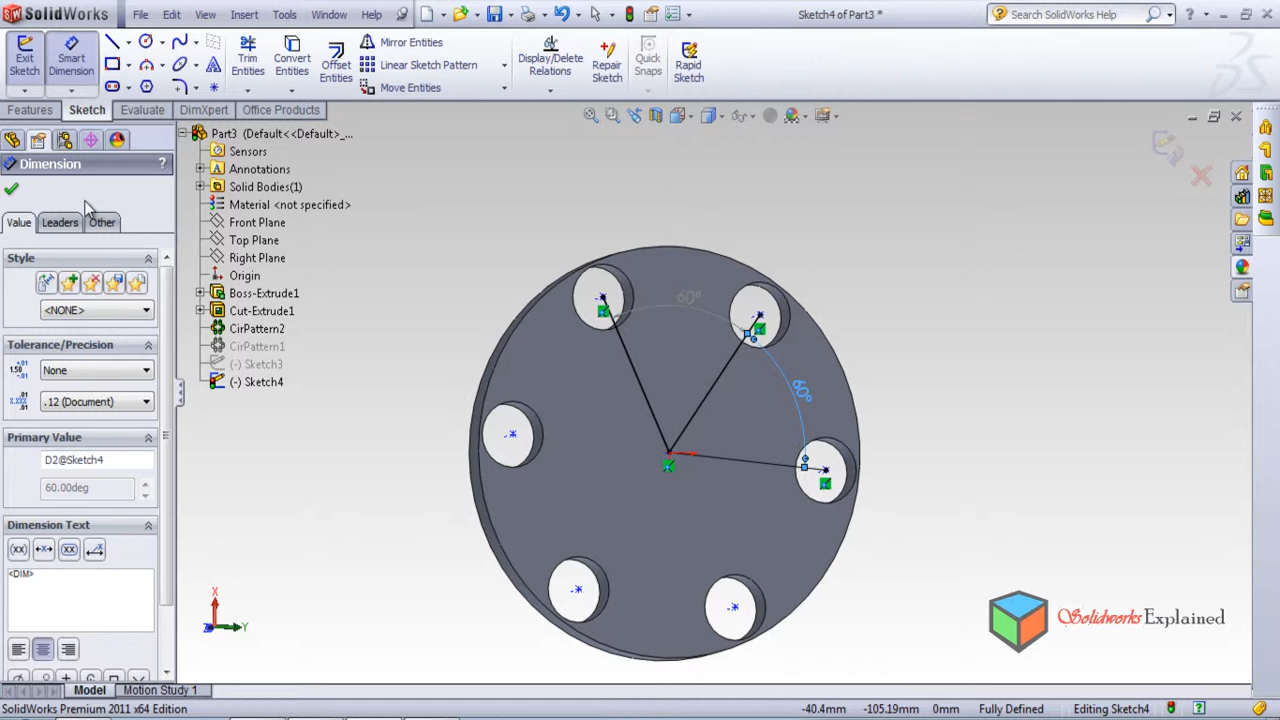 SolidWorks
File Edit View Insert Tools Window Help
Sketch4 of Part3 *
Search SolidWorks Help
Exit Sketch
Smart Dimension
Trim Entities
Convert Entities
Offset Entities
Mirror Entities
Linear Sketch Pattern
Move Entities
Display/Delete Relations
Repair Sketch
Quick Snaps
Rapid Sketch
Features Sketch Evaluate DimXpert Office Products
Part3 (Default<<Default>_...
Sensors
Annotations
Solid Bodies(1)
Material <not specified>
Front Plane
Top Plane
Right Plane
Origin
Boss-Extrude1
Cut-Extrude1
CirPattern2
CirPattern1
(-) Sketch3
(-) Sketch4
Dimension ?
Value Leaders Other
Style
<NONE>
Tolerance/Precision
None
.12 (Document)
Primary Value
D2@Sketch4
60.00deg
Dimension Text
(xx)
<DIM>
60°
60°
X
Y
Z
Solidworks Explained
Model Motion Study 1
SolidWorks Premium 2011 x64 Edition
-40.4mm -105.19mm 0mm Fully Defined Editing Sketch4